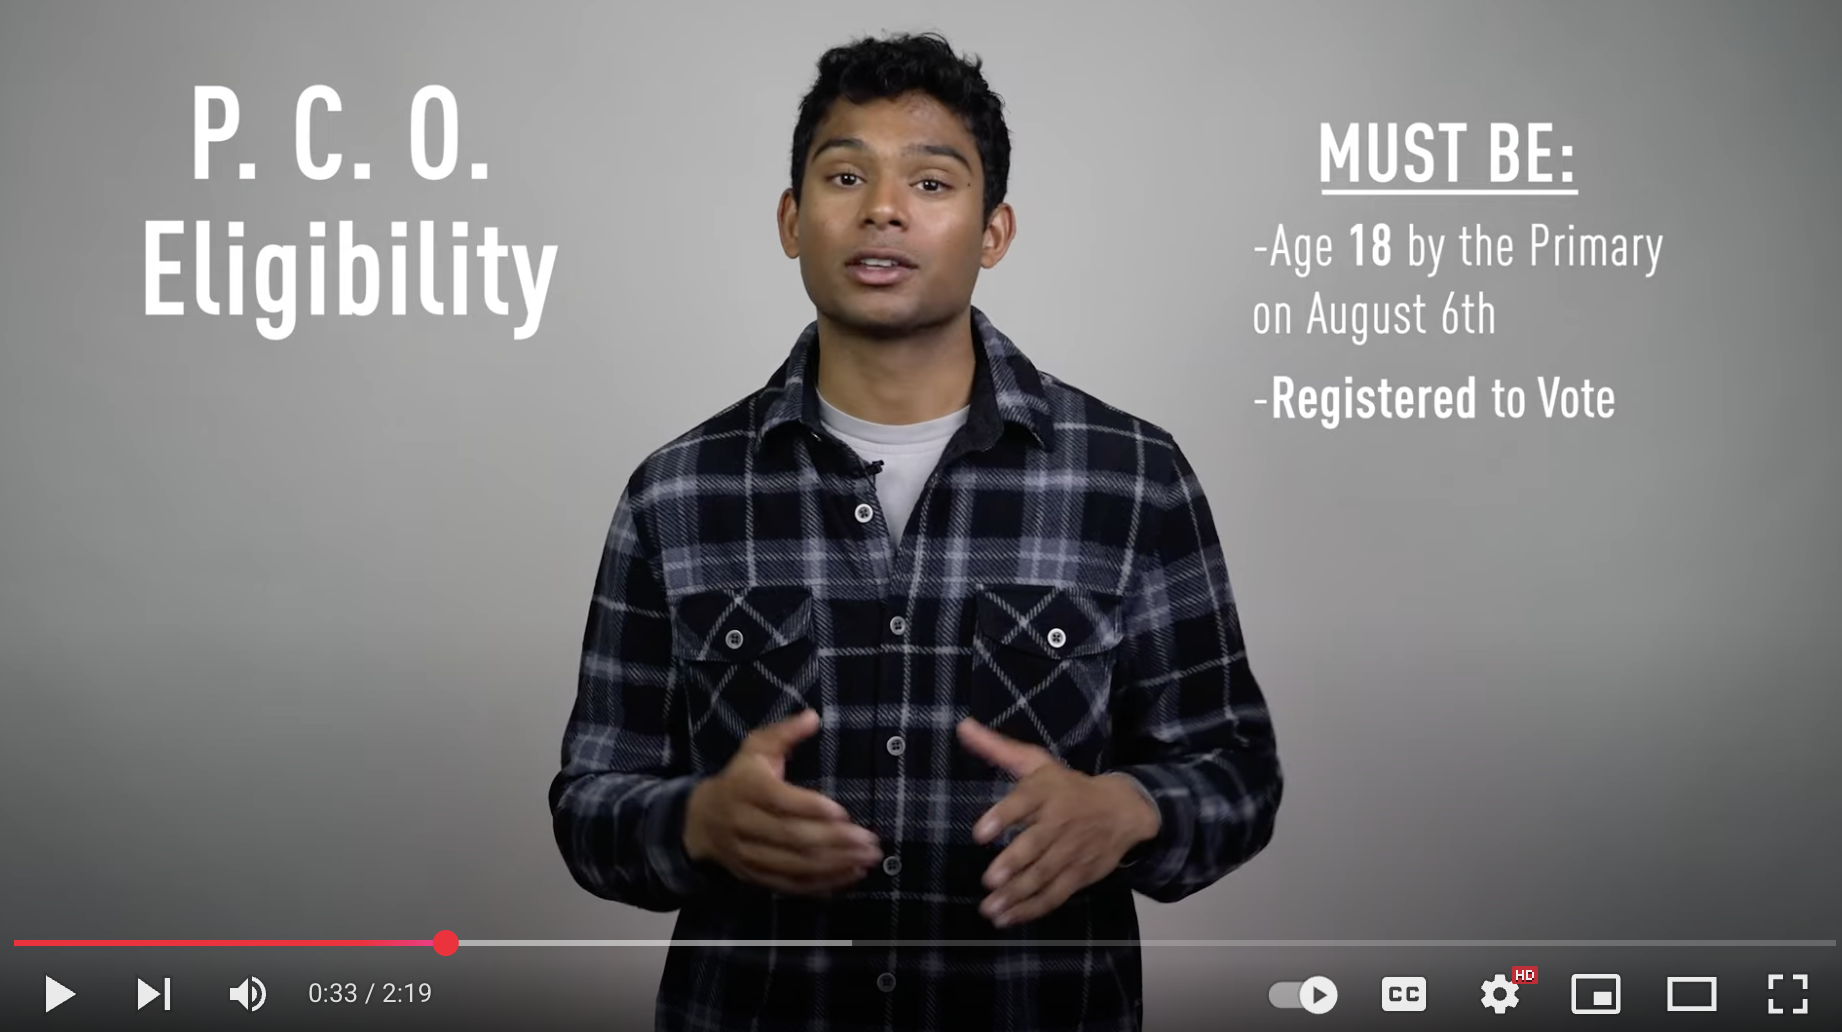 P. C. O.
Eligibility
MUST BE:
-Age 18 by the Primary
on August 6th
-Registered to Vote
0:33 / 2:19
CC
HD